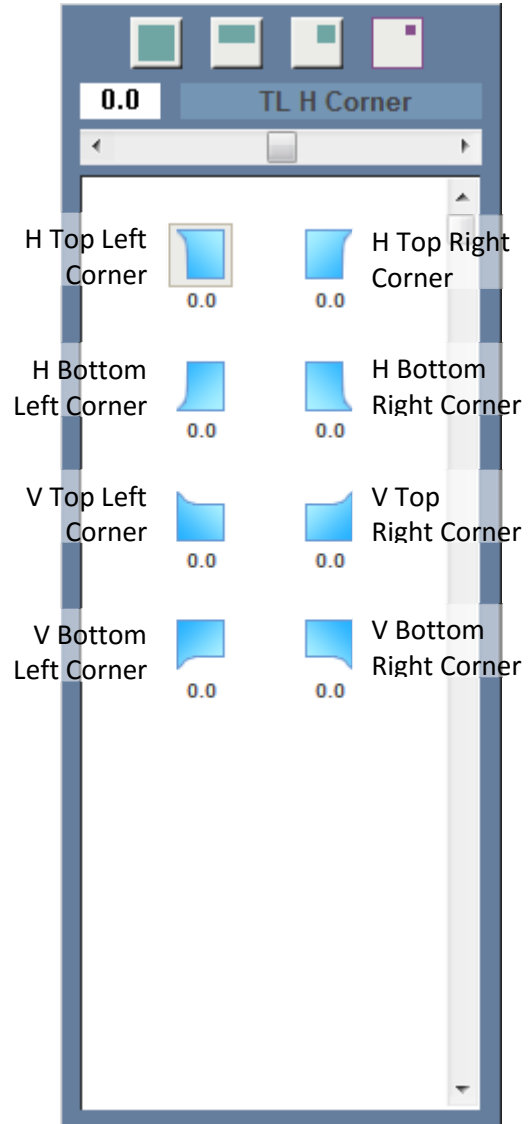 0.0 TL H Corner
H Top Left
Corner
0.0
H Top Right
Corner
0.0
H Bottom
Left Corner
0.0
H Bottom
Right Corner
0.0
V Top Left
Corner
0.0
V Top
Right Corner
0.0
V Bottom
Left Corner
0.0
V Bottom
Right Corner
0.0